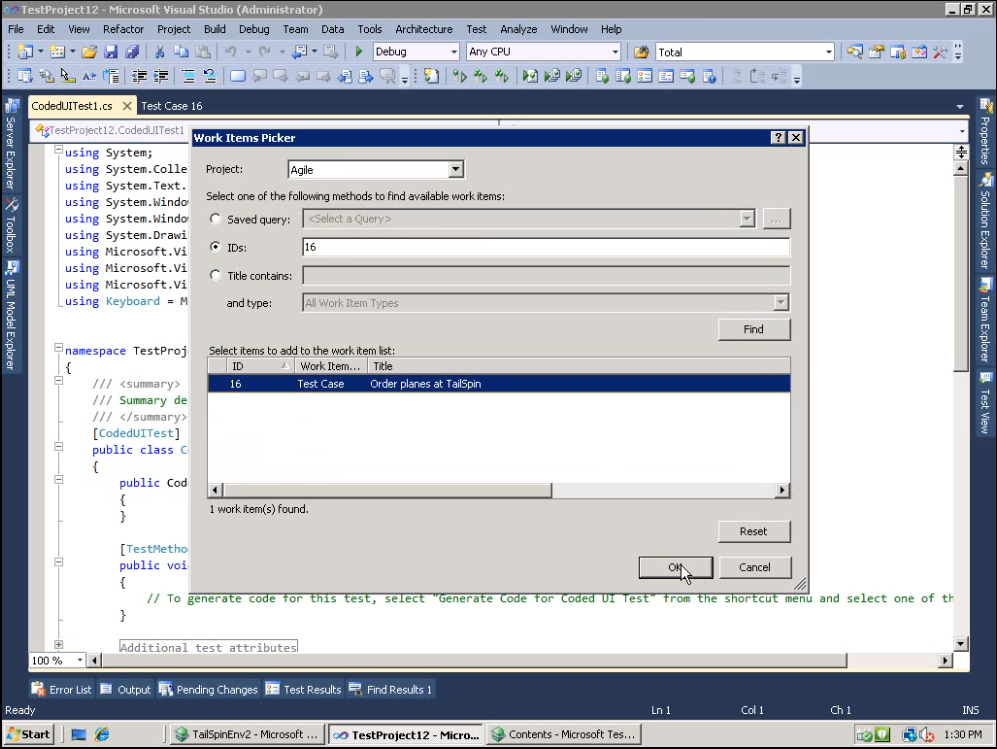 TestProject12 - Microsoft Visual Studio (Administrator)
File Edit View Refactor Project Build Debug Team Data Tools Architecture Test Analyze Window Help
Debug Any CPU Total
CodedUITest1.cs Test Case 16
TestProject12.CodedUITest1
Server Explorer
Toolbox
UML Model Explorer
Properties
Solution Explorer
Team Explorer
Test View
using System;
using System.Colle
using System.Text.
using System.Windo
using System.Windo
using System.Drawi
using Microsoft.Vi
using Microsoft.Vi
using Microsoft.Vi
using Keyboard = M
namespace TestProj
{
/// <summary>
/// Summary de
/// </summary>
[CodedUITest]
public class C
{
public Cod
{
}
[TestMetho
public voi
{
// To generate code for this test, select "Generate Code for Coded UI Test" from the shortcut menu and select one of th
}
Additional test attributes
Work Items Picker
Project: Agile
Select one of the following methods to find available work items:
Saved query: <Select a Query> ...
IDs: 16
Title contains:
and type: All Work Item Types
Find
Select items to add to the work item list:
ID Work Item... Title
16 Test Case Order planes at TailSpin
1 work item(s) found.
Reset
OK Cancel
100 %
Error List Output Pending Changes Test Results Find Results 1
Ready Ln 1 Col 1 Ch 1 INS
Start TailSpinEnv2 - Microsoft ... TestProject12 - Micro... Contents - Microsoft Tes... 1:30 PM